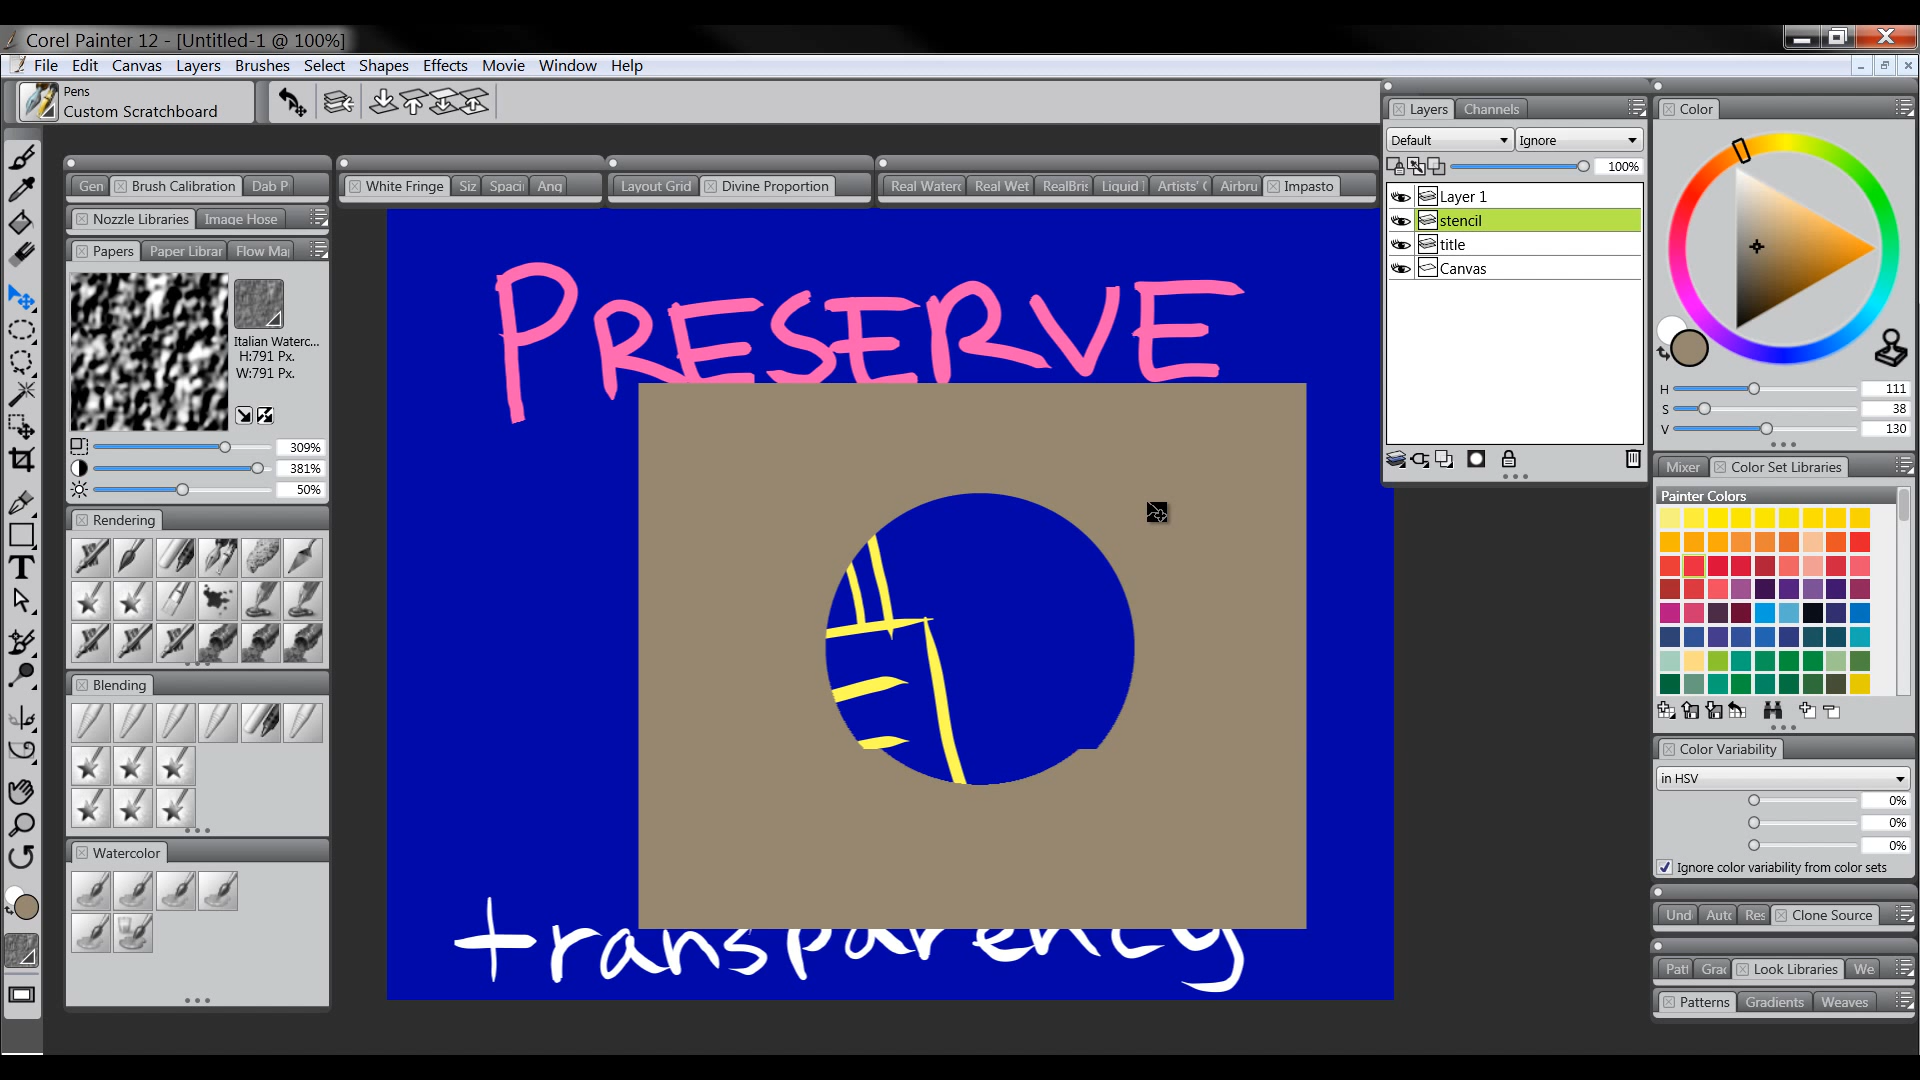 Corel Painter 12 - [Untitled-1 @ 100%]
File Edit Canvas Layers Brushes Select Shapes Effects Movie Window Help
Pens
Custom Scratchboard
Layers Channels
Color
Default Ignore
100%
Layer 1
stencil
title
Canvas
Gen Brush Calibration Dab P
White Fringe Siz Spaci Ang
Layout Grid Divine Proportion
Real Waterc Real Wet RealBris Liquid Artists' Airbru Impasto
Nozzle Libraries Image Hose
Papers Paper Librar Flow Ma
Italian Waterc...
H:791 Px.
W:791 Px.
309%
381%
50%
Rendering
Blending
Watercolor
PRESERVE
transparency
H 111
S 38
V 130
Mixer Color Set Libraries
Painter Colors
Color Variability
in HSV
0%
0%
0%
Ignore color variability from color sets
Und Aut Res Clone Source
Patt Grad Look Libraries We
Patterns Gradients Weaves
T